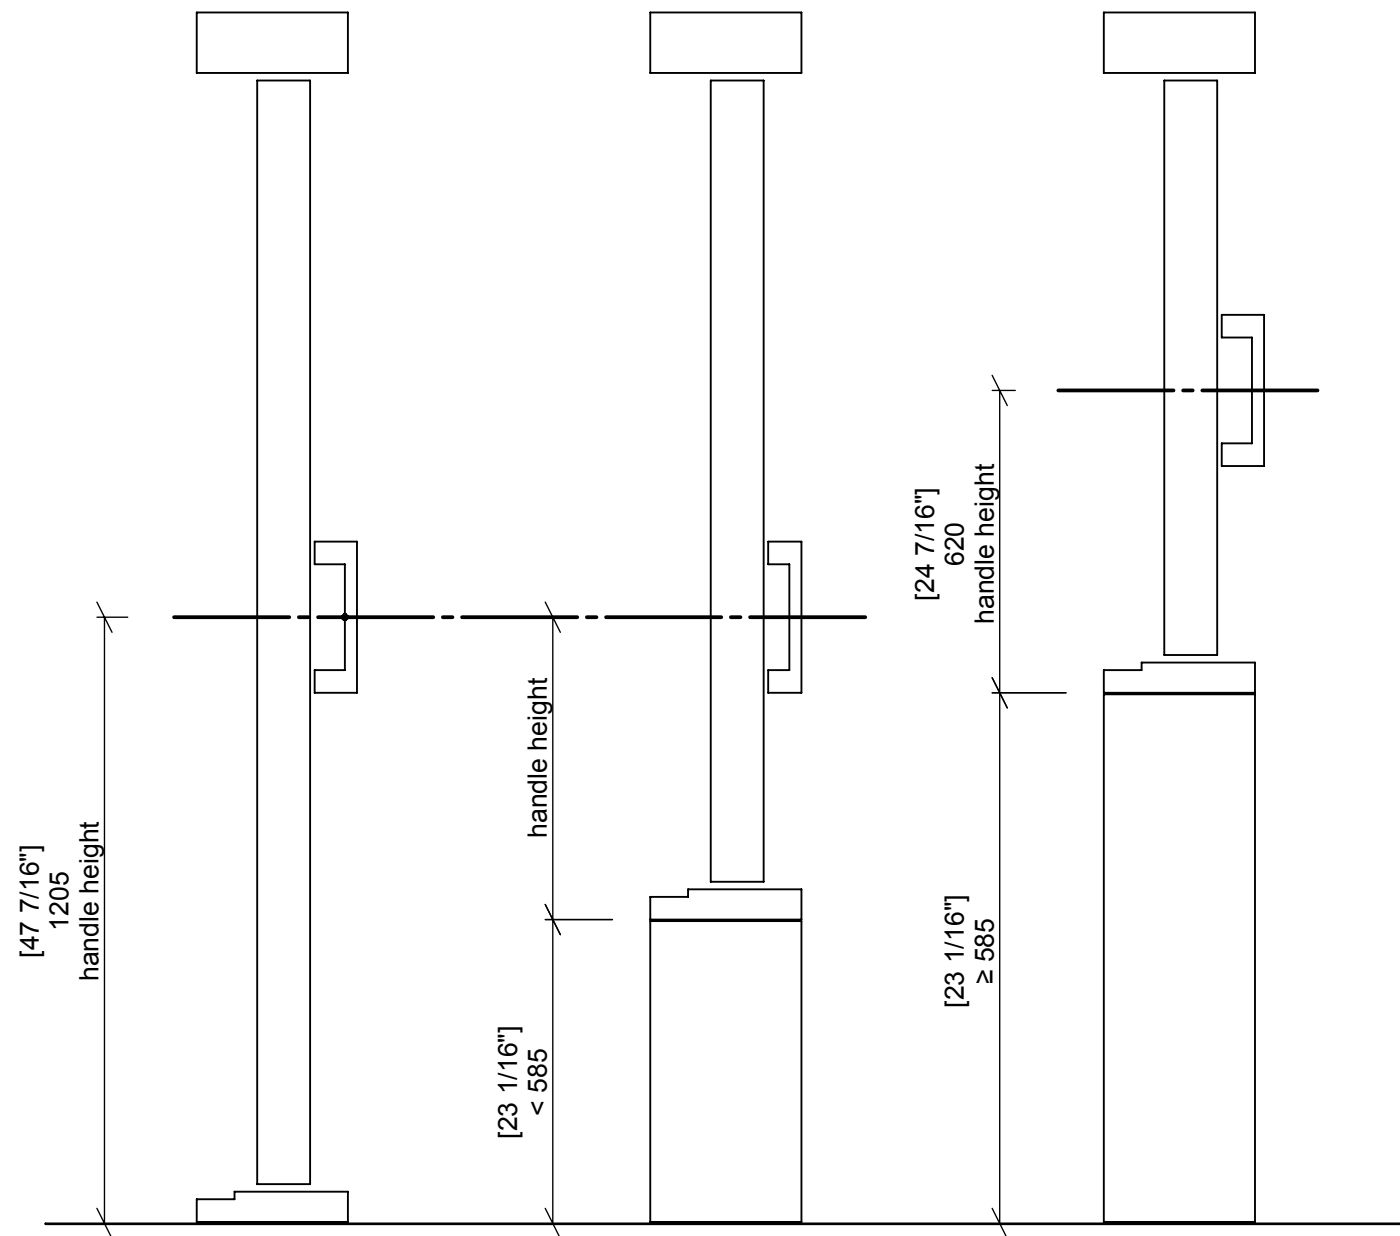 [47 7/16"]
1205
handle height
handle height
[23 1/16"]
< 585
[24 7/16"]
620
handle height
[23 1/16"]
≥ 585